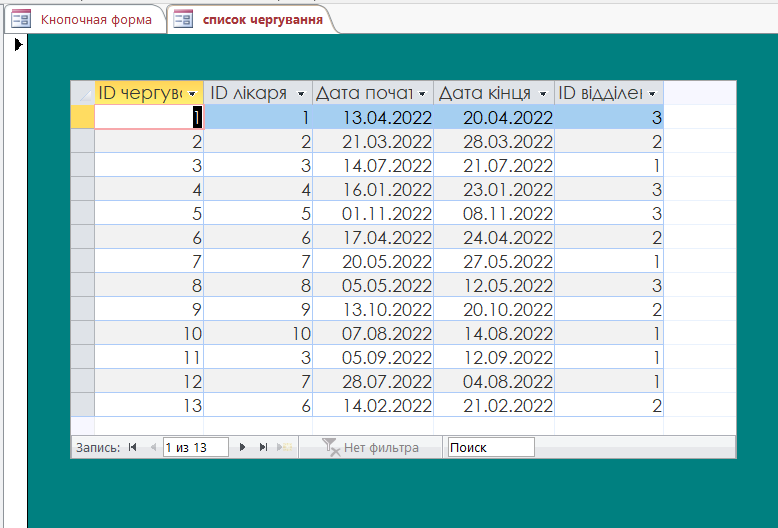 Кнопочная форма список чергування
ID чергув ID лікаря Дата почат Дата кінця ID відділен
1 1 13.04.2022 20.04.2022 3
2 2 21.03.2022 28.03.2022 2
3 3 14.07.2022 21.07.2022 1
4 4 16.01.2022 23.01.2022 3
5 5 01.11.2022 08.11.2022 3
6 6 17.04.2022 24.04.2022 2
7 7 20.05.2022 27.05.2022 1
8 8 05.05.2022 12.05.2022 3
9 9 13.10.2022 20.10.2022 2
10 10 07.08.2022 14.08.2022 1
11 3 05.09.2022 12.09.2022 1
12 7 28.07.2022 04.08.2022 1
13 6 14.02.2022 21.02.2022 2
Запись: 1 из 13 Нет фильтра Поиск